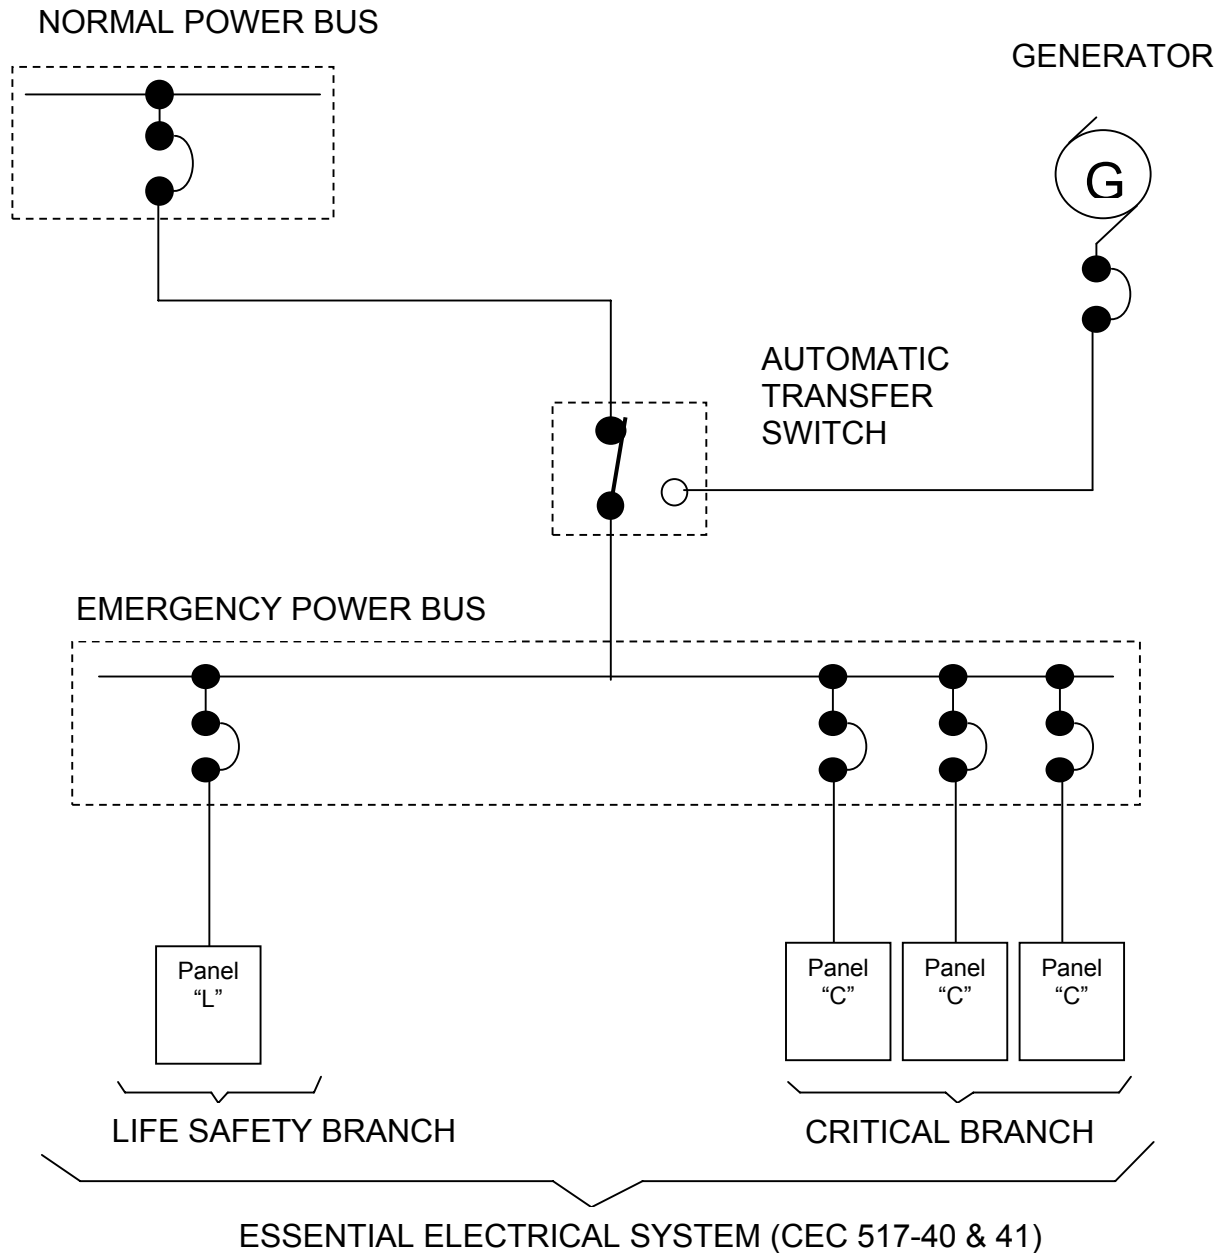 NORMAL POWER BUS
GENERATOR
G
AUTOMATIC
TRANSFER
SWITCH
EMERGENCY POWER BUS
Panel
“L”
Panel
“C”
Panel
“C”
Panel
“C”
LIFE SAFETY BRANCH
CRITICAL BRANCH
ESSENTIAL ELECTRICAL SYSTEM (CEC 517-40 & 41)